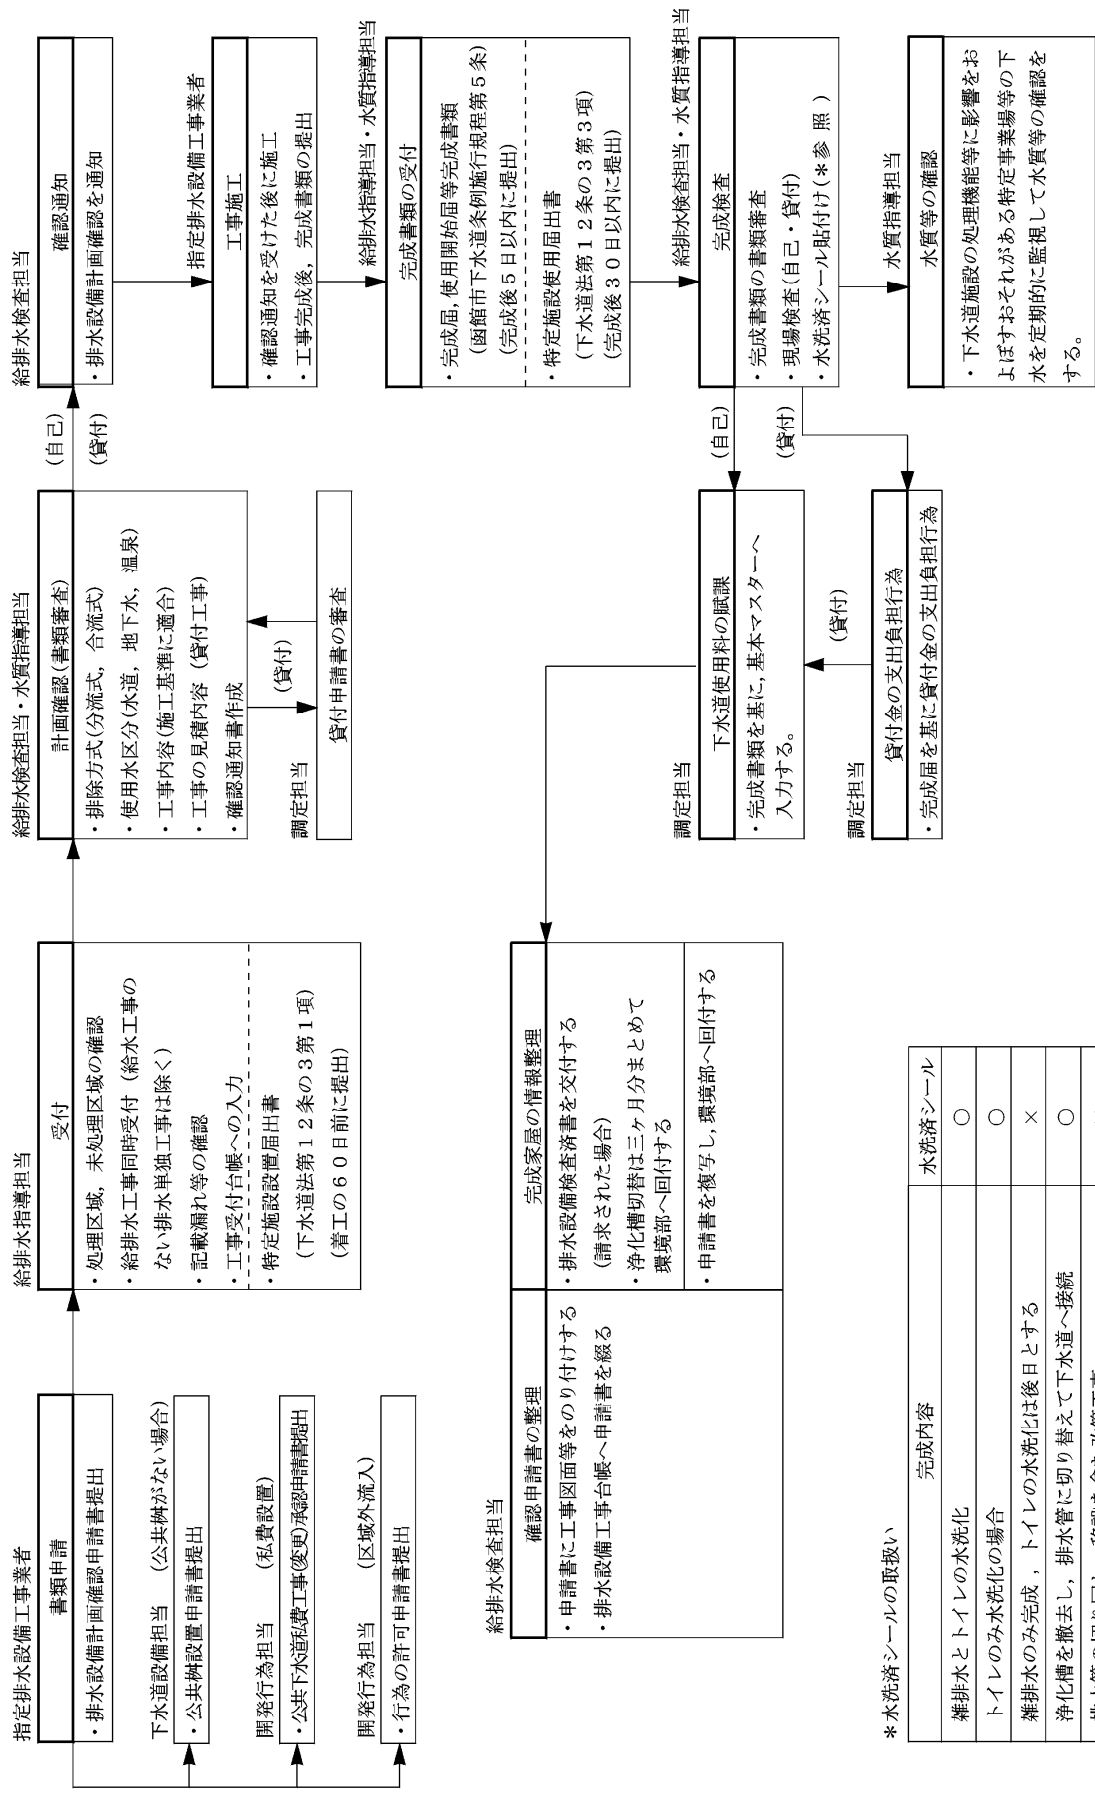 指定排水設備工事業者
書類申請
・排水設備計画確認申請書提出
下水道設備担当　(公共桝がない場合)
・公共桝設置申請書提出
開発行為担当　(私費設置)
・公共下水道私費工事(変更)承認申請書提出
開発行為担当　(区域外流入)
・行為の許可申請書提出
給排水指導担当
受付
・処理区域，未処理区域の確認
・給排水工事同時受付（給水工事の
ない排水単独工事は除く）
・記載漏れ等の確認
・工事受付台帳への入力
・特定施設設置届出書
(下水道法第１２条の３第１項)
(着工の６０日前に提出)
給排水検査担当・水質指導担当
計画確認(書類審査)
・排除方式(分流式，合流式)
・使用水区分(水道，地下水，温泉)
・工事内容(施工基準に適合)
・工事の見積内容（貸付工事）
・確認通知書作成
(貸付)
調定担当
貸付申請書の審査
(自己)
(貸付)
給排水検査担当
確認通知
・排水設備計画確認を通知
指定排水設備工事業者
工事施工
・確認通知を受けた後に施工
・工事完成後，完成書類の提出
給排水指導担当・水質指導担当
完成書類の受付
・完成届，使用開始届等完成書類
(函館市下水道条例施行規程第５条)
(完成後５日以内に提出)
・特定施設使用届出書
(下水道法第１２条の３第３項)
(完成後３０日以内に提出)
給排水検査担当・水質指導担当
完成検査
・完成書類の書類審査
・現場検査(自己・貸付)
・水洗済シール貼付け(＊参 照 )
水質指導担当
水質等の確認
・下水道施設の処理機能等に影響をお
よぼすおそれがある特定事業場等の下
水を定期的に監視して水質等の確認を
する。
(自己)
(貸付)
調定担当
下水道使用料の賦課
・完成書類を基に，基本マスターへ
入力する。
(貸付)
調定担当
貸付金の支出負担行為
・完成届を基に貸付金の支出負担行為
給排水検査担当
確認申請書の整理
・申請書に工事図面等をのり付けする
・排水設備工事台帳へ申請書を綴る
完成家屋の情報整理
・排水設備検査済書を交付する
(請求された場合)
・浄化槽切替は三ヶ月分まとめて
環境部へ回付する
・申請書を複写し，環境部へ回付する
＊水洗済シールの取扱い
完成内容　水洗済シール
雑排水とトイレの水洗化　○
トイレのみ水洗化の場合　○
雑排水のみ完成，トイレの水洗化は後日とする　×
浄化槽を撤去し，排水管に切り替えて下水道へ接続　○